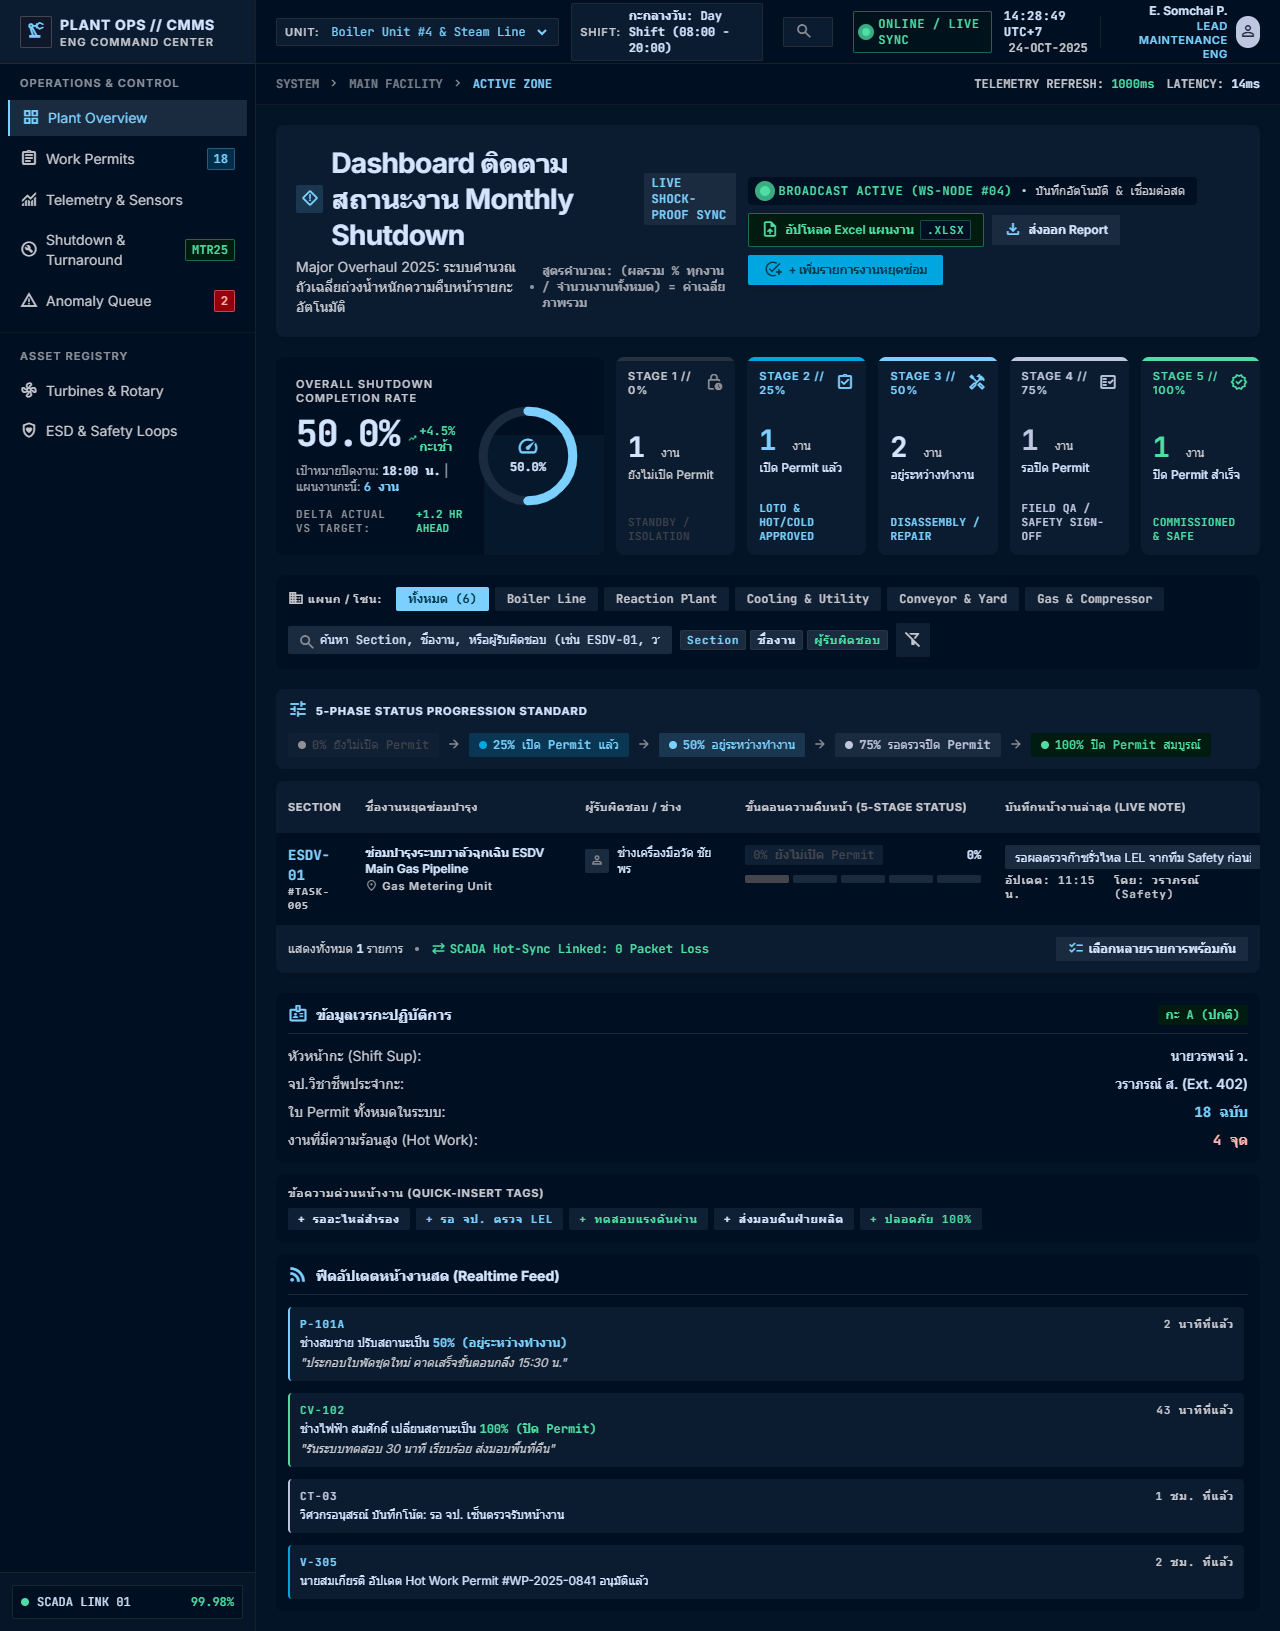 PLANT OPS // CMMS
ENG COMMAND CENTER
OPERATIONS & CONTROL
Plant Overview
Work Permits 18
Telemetry & Sensors
Shutdown &
Turnaround MTR25
Anomaly Queue 2
ASSET REGISTRY
Turbines & Rotary
ESD & Safety Loops
SCADA LINK 01 99.98%
UNIT: Boiler Unit #4 & Steam Line
SHIFT: กะกลางวัน: Day
Shift (08:00 -
20:00)
ONLINE / LIVE
SYNC
14:28:49
UTC+7
24-OCT-2025
E. Somchai P.
LEAD
MAINTENANCE
ENG
SYSTEM > MAIN FACILITY > ACTIVE ZONE
TELEMETRY REFRESH: 1000ms LATENCY: 14ms
Dashboard ติดตาม
สถานะงาน Monthly
Shutdown
LIVE
SHOCK-
PROOF SYNC
Major Overhaul 2025: ระบบคำนวณ
ถัวเฉลี่ยถ่วงน้ำหนักความคืบหน้ารายกะ
อัตโนมัติ
• สูตรคำนวณ: (ผลรวม % ทุกงาน
/ จำนวนงานทั้งหมด) = ค่าเฉลี่ย
ภาพรวม
BROADCAST ACTIVE (WS-NODE #04) • บันทึกอัตโนมัติ & เชื่อมต่อสด
อัปโหลด Excel แผนงาน .XLSX
ส่งออก Report
+ เพิ่มรายการงานหยุดซ่อม
OVERALL SHUTDOWN
COMPLETION RATE
50.0% +4.5%
กะเช้า
เป้าหมายปิดงาน: 18:00 น. |
แผนงานกะนี้: 6 งาน
DELTA ACTUAL
VS TARGET:
+1.2 HR
AHEAD
50.0%
STAGE 1 //
0%
1 งาน
ยังไม่เปิด Permit
STANDBY /
ISOLATION
STAGE 2 //
25%
1 งาน
เปิด Permit แล้ว
LOTO &
HOT/COLD
APPROVED
STAGE 3 //
50%
2 งาน
อยู่ระหว่างทำงาน
DISASSEMBLY /
REPAIR
STAGE 4 //
75%
1 งาน
รอปิด Permit
FIELD QA /
SAFETY SIGN-
OFF
STAGE 5 //
100%
1 งาน
ปิด Permit สำเร็จ
COMMISSIONED
& SAFE
แผนก / โซน: ทั้งหมด (6) Boiler Line Reaction Plant Cooling & Utility Conveyor & Yard Gas & Compressor
ค้นหา Section, ชื่องาน, หรือผู้รับผิดชอบ (เช่น ESDV-01, ว
Section ชื่องาน ผู้รับผิดชอบ
5-PHASE STATUS PROGRESSION STANDARD
0% ยังไม่เปิด Permit → 25% เปิด Permit แล้ว → 50% อยู่ระหว่างทำงาน → 75% รอตรวจปิด Permit → 100% ปิด Permit สมบูรณ์
SECTION ชื่องานหยุดซ่อมบำรุง ผู้รับผิดชอบ / ช่าง ขั้นตอนความคืบหน้า (5-STAGE STATUS) บันทึกหน้างานล่าสุด (LIVE NOTE)
ESDV-
01
#TASK-
005
ซ่อมบำรุงระบบวาล์วฉุกเฉิน ESDV
Main Gas Pipeline
Gas Metering Unit
ช่างเครื่องมือวัด ชัย
พร
0% ยังไม่เปิด Permit 0%
รอผลตรวจก๊าซรั่วไหล LEL จากทีม Safety ก่อน
อัปเดต: 11:15
น.
โดย: วราภรณ์
(Safety)
แสดงทั้งหมด 1 รายการ • SCADA Hot-Sync Linked: 0 Packet Loss
เลือกหลายรายการพร้อมกัน
ข้อมูลเวรกะปฏิบัติการ กะ A (ปกติ)
หัวหน้ากะ (Shift Sup): นายวรพจน์ ว.
จป.วิชาชีพประจำกะ: วราภรณ์ ส. (Ext. 402)
ใบ Permit ทั้งหมดในระบบ: 18 ฉบับ
งานที่มีความร้อนสูง (Hot Work): 4 จุด
ข้อความด่วนหน้างาน (QUICK-INSERT TAGS)
+ รออะไหล่สำรอง + รอ จป. ตรวจ LEL + ทดสอบแรงดันผ่าน + ส่งมอบคืนฝ่ายผลิต + ปลอดภัย 100%
ฟีดอัปเดตหน้างานสด (Realtime Feed)
P-101A 2 นาทีที่แล้ว
ช่างสมชาย ปรับสถานะเป็น 50% (อยู่ระหว่างทำงาน)
"ประกอบใบพัดชุดใหม่ คาดเสร็จขั้นตอนกลึง 15:30 น."
CV-102 43 นาทีที่แล้ว
ช่างไฟฟ้า สมศักดิ์ เปลี่ยนสถานะเป็น 100% (ปิด Permit)
"รันระบบทดสอบ 30 นาที เรียบร้อย ส่งมอบพื้นที่คืน"
CT-03 1 ชม. ที่แล้ว
วิศวกรอนุสรณ์ บันทึกโน้ต: รอ จป. เซ็นตรวจรับหน้างาน
V-305 2 ชม. ที่แล้ว
นายสมเกียรติ อัปเดต Hot Work Permit #WP-2025-0841 อนุมัติแล้ว